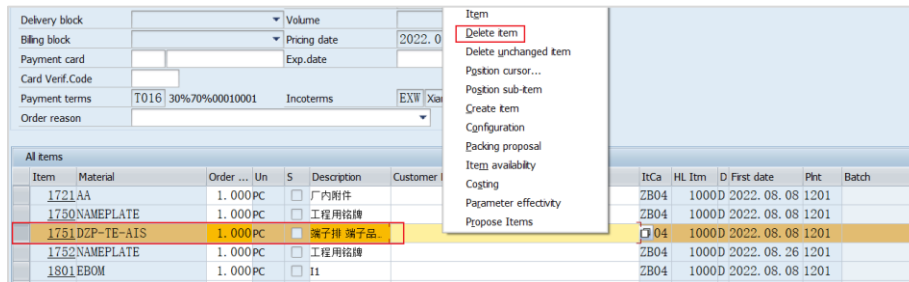 Delivery block Volume
Item
Billing block Pricing date 2022. 0
Delete item
Payment card Exp.date
Delete unchanged item
Card Verif.Code
Position cursor...
Payment terms T016 30%70%00010001 Incoterms EXW Xia
Position sub-item
Order reason
Create item
Configuration
Packing proposal
Item availability
Costing
Parameter effectivity
Propose Items
All items
Item Material Order ... Un S Description Customer ItCa HL Itm D First date Plnt Batch
1721 AA 1.000 PC 厂内附件 ZB04 1000 D 2022. 08. 08 1201
1750 NAMEPLATE 1.000 PC 工程用铭牌 ZB04 1000 D 2022. 08. 08 1201
1751 DZP-TE-AIS 1.000 PC 端子排 端子品.. 04 1000 D 2022. 08. 08 1201
1752 NAMEPLATE 1.000 PC 工程用铭牌 ZB04 1000 D 2022. 08. 26 1201
1801 EBOM 1.000 PC I1 ZB04 1000 D 2022. 08. 08 1201